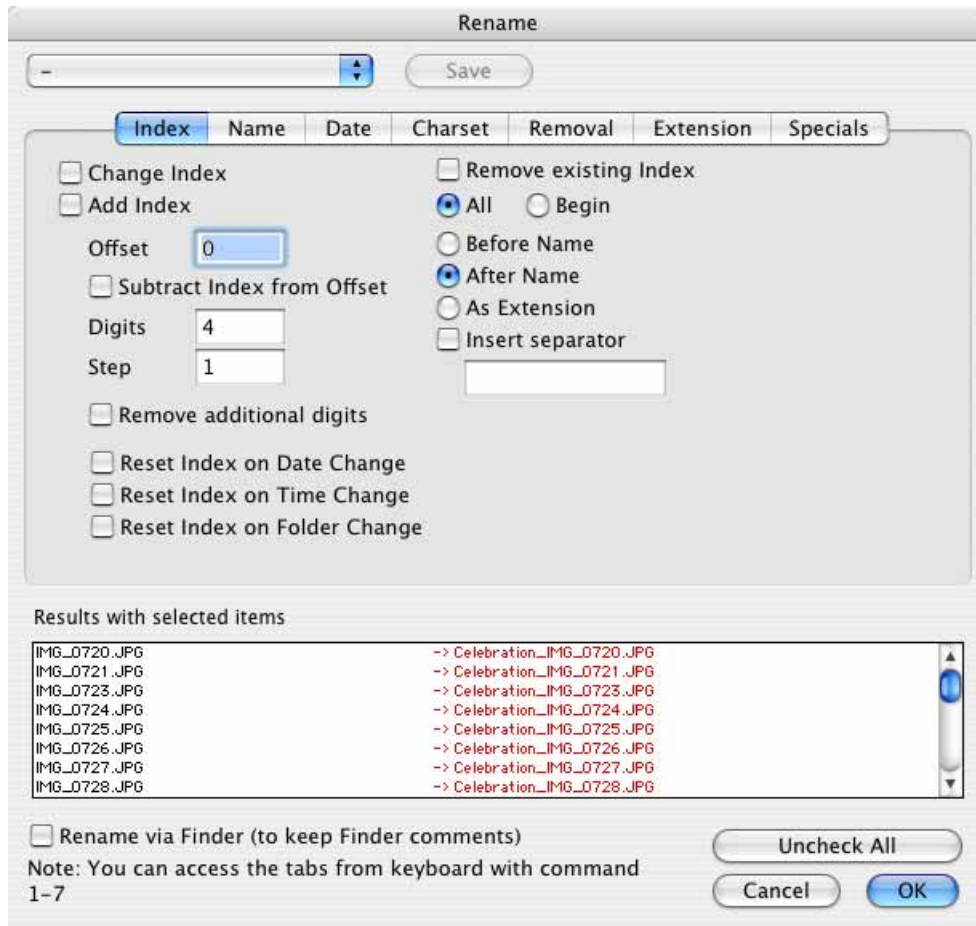 Rename
-
Save
Index Name Date Charset Removal Extension Specials
Change Index
Add Index
Offset 0
Subtract Index from Offset
Digits 4
Step 1
Remove additional digits
Reset Index on Date Change
Reset Index on Time Change
Reset Index on Folder Change
Remove existing Index
All Begin
Before Name
After Name
As Extension
Insert separator
Results with selected items
IMG_0720.JPG -> Celebration_IMG_0720.JPG
IMG_0721.JPG -> Celebration_IMG_0721.JPG
IMG_0723.JPG -> Celebration_IMG_0723.JPG
IMG_0724.JPG -> Celebration_IMG_0724.JPG
IMG_0725.JPG -> Celebration_IMG_0725.JPG
IMG_0726.JPG -> Celebration_IMG_0726.JPG
IMG_0727.JPG -> Celebration_IMG_0727.JPG
IMG_0728.JPG -> Celebration_IMG_0728.JPG
Rename via Finder (to keep Finder comments)
Note: You can access the tabs from keyboard with command
1-7
Uncheck All
Cancel OK